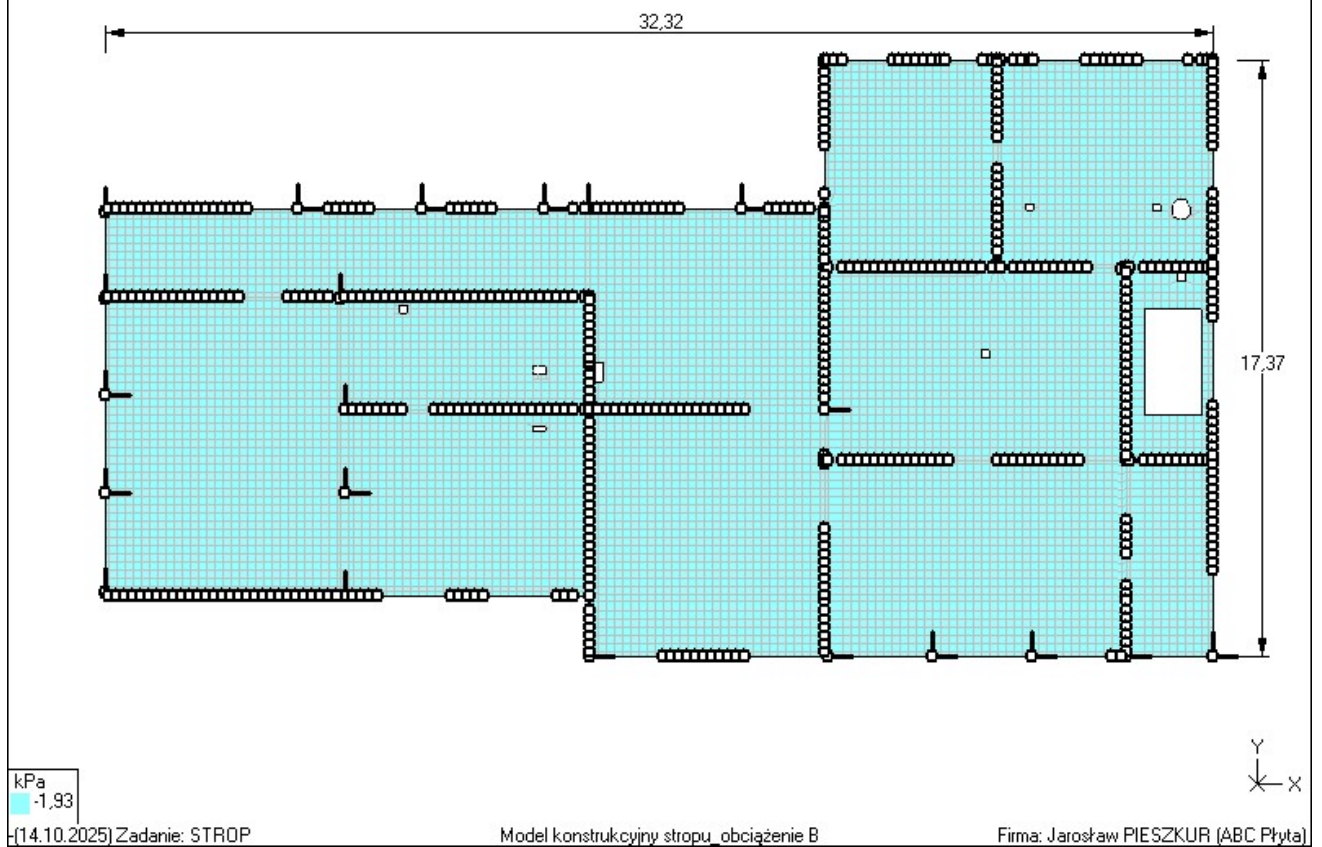 32,32
17,37
Y
X
kPa
-1,93
-(14.10.2025) Zadanie: STROP
Model konstrukcyjny stropu_obciążenie B
Firma: Jarosław PIESZKUR (ABC Płyta)